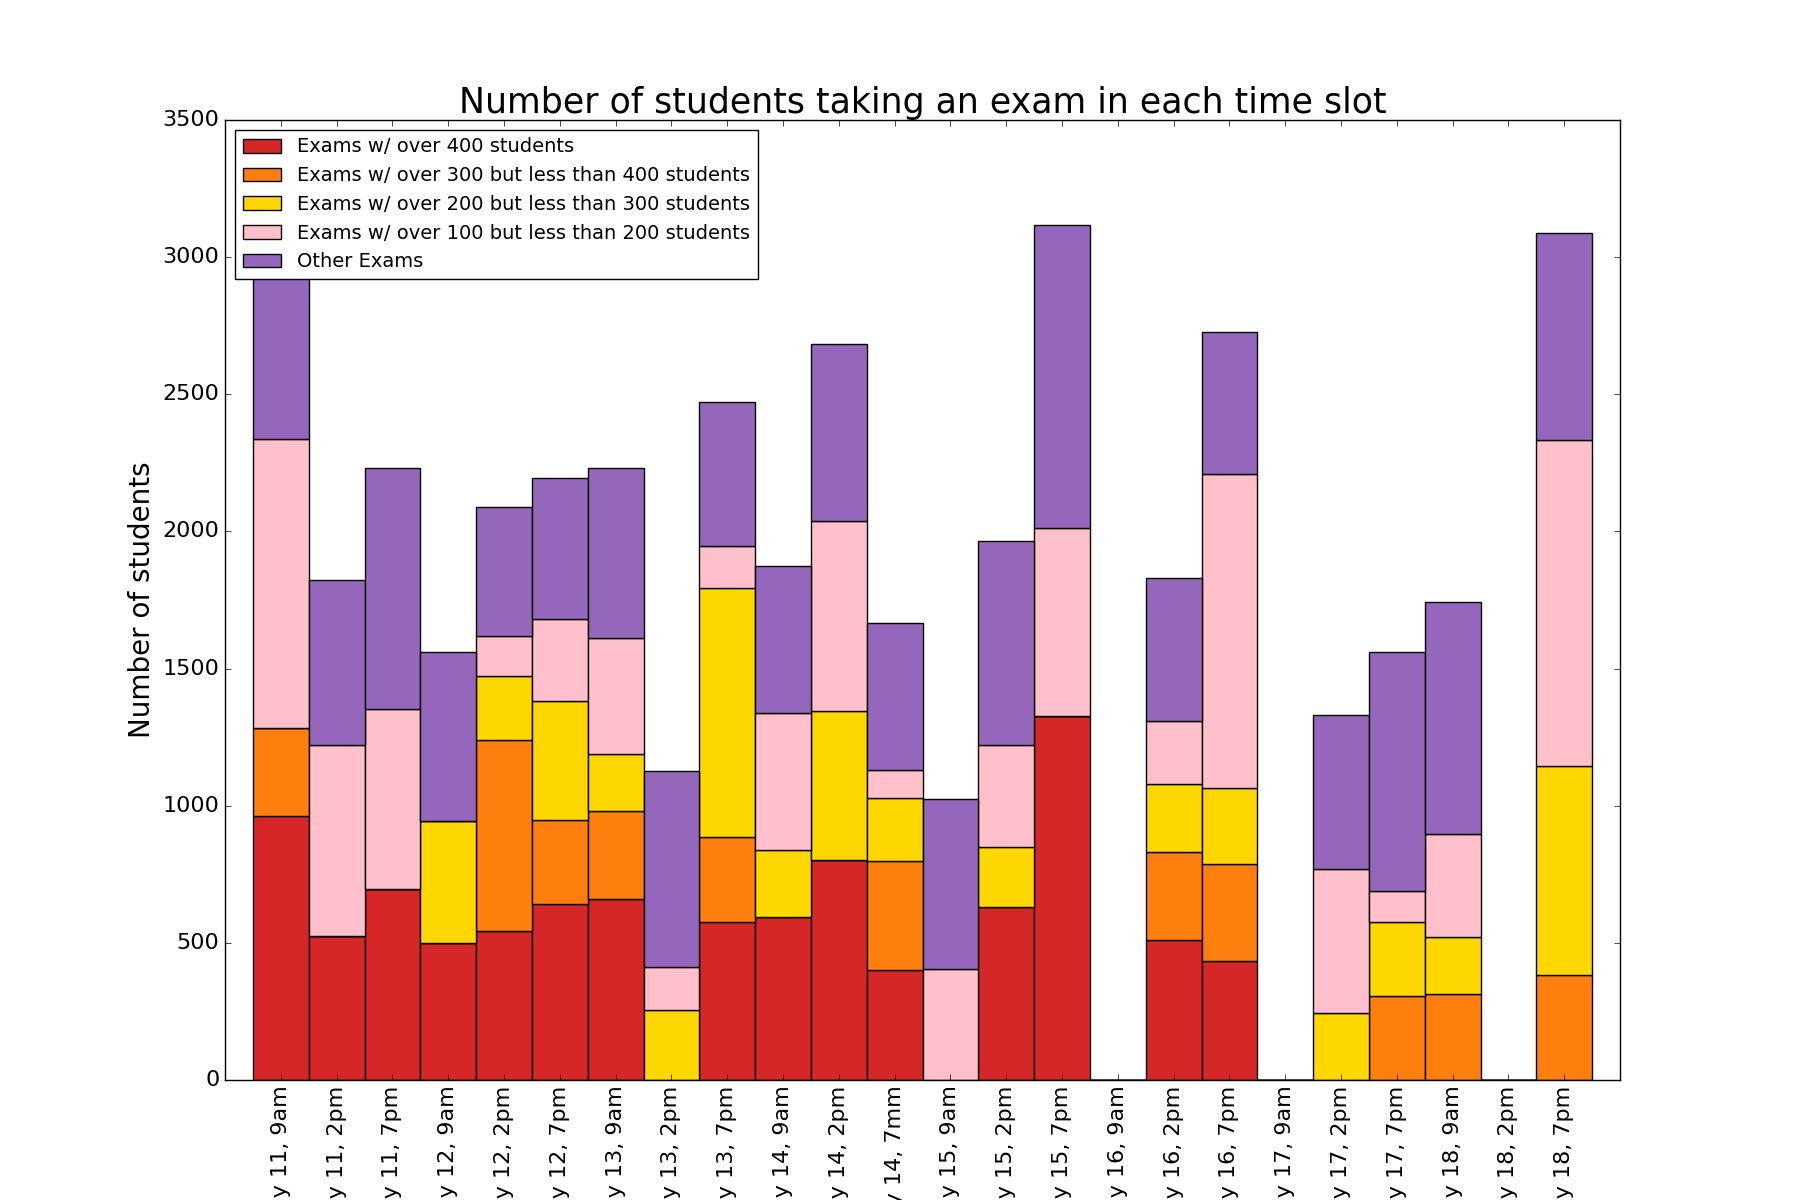 Number of students taking an exam in each time slot
Exams w/ over 400 students
Exams w/ over 300 but less than 400 students
Exams w/ over 200 but less than 300 students
Exams w/ over 100 but less than 200 students
Other Exams
Number of students
3500
3000
2500
2000
1500
1000
500
0
y 11, 9am
y 11, 2pm
y 11, 7pm
y 12, 9am
y 12, 2pm
y 12, 7pm
y 13, 9am
y 13, 2pm
y 13, 7pm
y 14, 9am
y 14, 2pm
y 14, 7mm
y 15, 9am
y 15, 2pm
y 15, 7pm
y 16, 9am
y 16, 2pm
y 16, 7pm
y 17, 9am
y 17, 2pm
y 17, 7pm
y 18, 9am
y 18, 2pm
y 18, 7pm